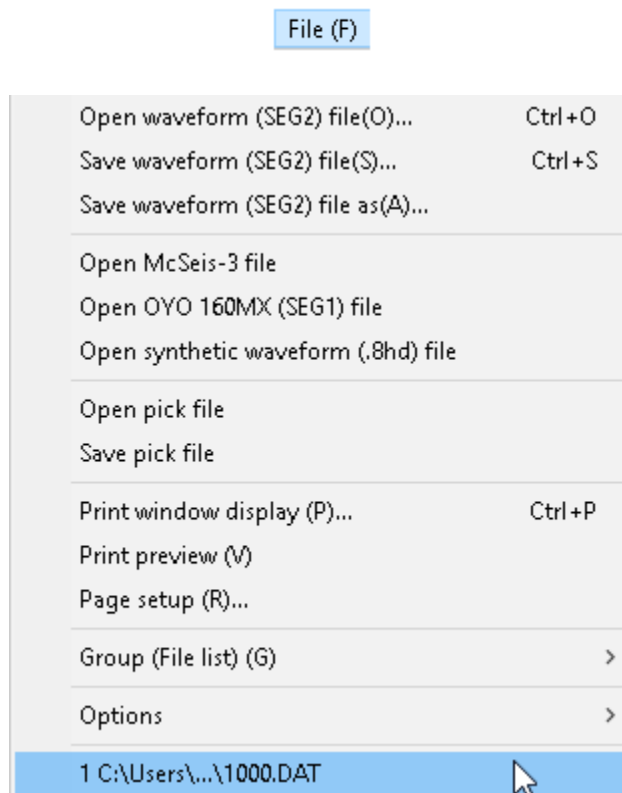 File (F)
Open waveform (SEG2) file(O)... Ctrl+O
Save waveform (SEG2) file(S)... Ctrl+S
Save waveform (SEG2) file as(A)...
Open McSeis-3 file
Open OYO 160MX (SEG1) file
Open synthetic waveform (.8hd) file
Open pick file
Save pick file
Print window display (P)... Ctrl+P
Print preview (V)
Page setup (R)...
Group (File list) (G) >
Options >
1 C:\Users\...\1000.DAT